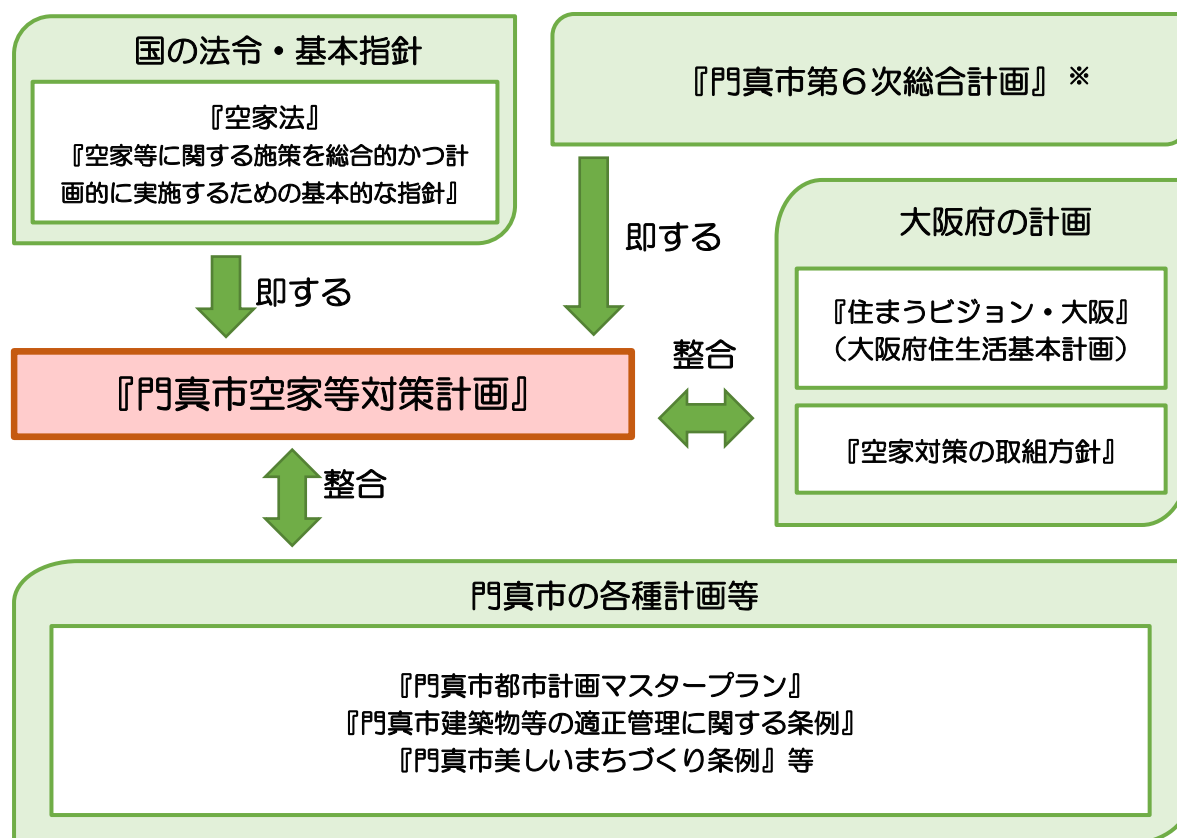 国の法令・基本指針
『空家法』
『空家等に関する施策を総合的かつ計
画的に実施するための基本的な指針』
『門真市第６次総合計画』※
即する
即する
大阪府の計画
『住まうビジョン・大阪』
（大阪府住生活基本計画）
『空家対策の取組方針』
整合
『門真市空家等対策計画』
整合
門真市の各種計画等
『門真市都市計画マスタープラン』
『門真市建築物等の適正管理に関する条例』
『門真市美しいまちづくり条例』等